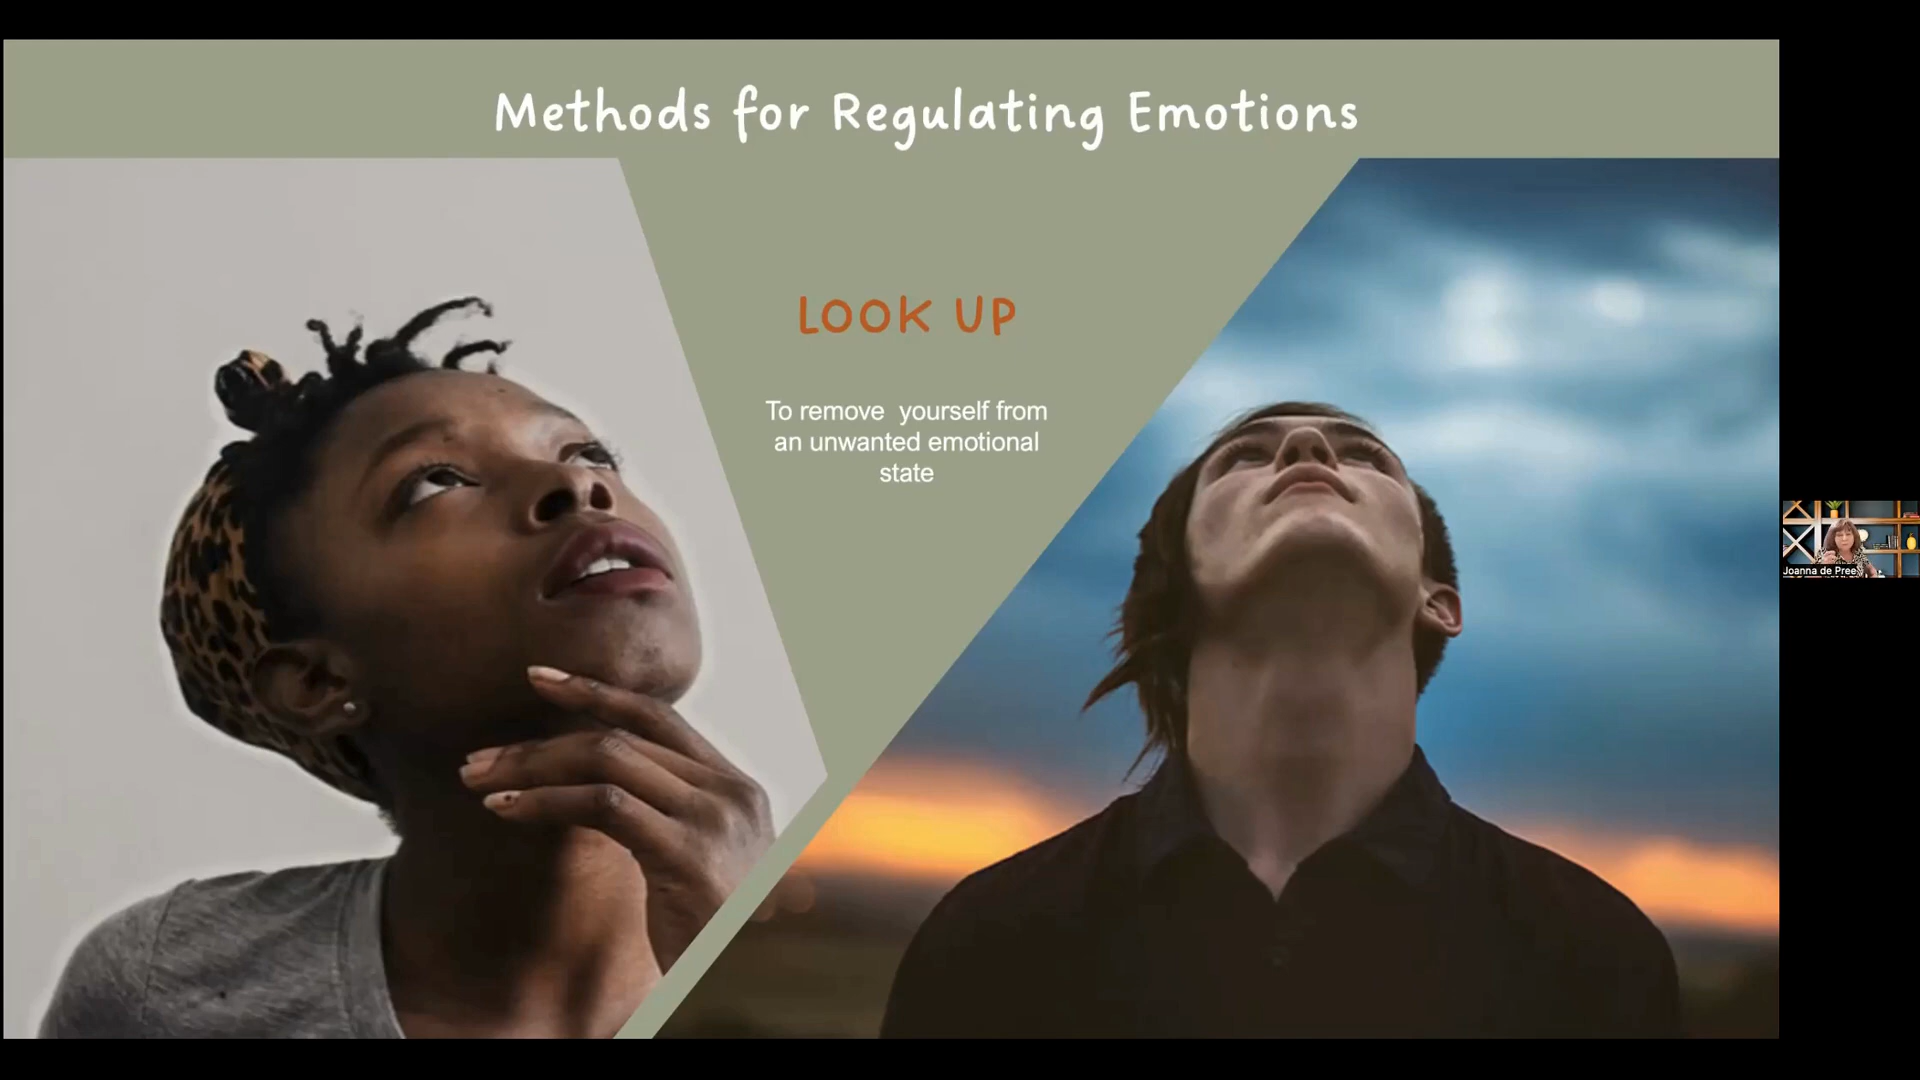 Methods for Regulating Emotions
LOOK UP
To remove yourself from
an unwanted emotional
state
Joanna de Pree